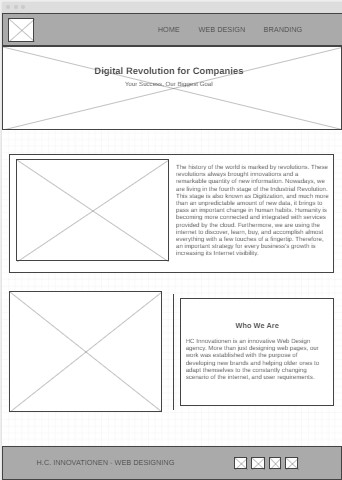 HOME WEB DESIGN BRANDING
Digital Revolution for Companies
Your Success, Our Biggest Goal
The history of the world is marked by revolutions. These
revolutions always brought innovations and a
remarkable quantity of new information. Nowadays, we
are living in the fourth stage of the Industrial Revolution.
This stage is also known as Digitalization, and much more
than an unpredictable amount of new data, it brings to
pass an important change in human habits. Humanity is
becoming more connected and integrated with services
provided by the cloud. Furthermore, we are using the
internet to discover, learn, buy, and accomplish almost
everything with a few touches of a fingertip. Therefore,
an important strategy for every business's growth is
increasing its Internet visibility.
Who We Are
HC Innovationen is an innovative Web Design
agency. More than just designing web pages, our
work was established with the purpose of
developing new brands and helping older ones to
adapt themselves to the constantly changing
scenario of the internet, and user requirements.
H.C. INNOVATIONEN - WEB DESIGNING